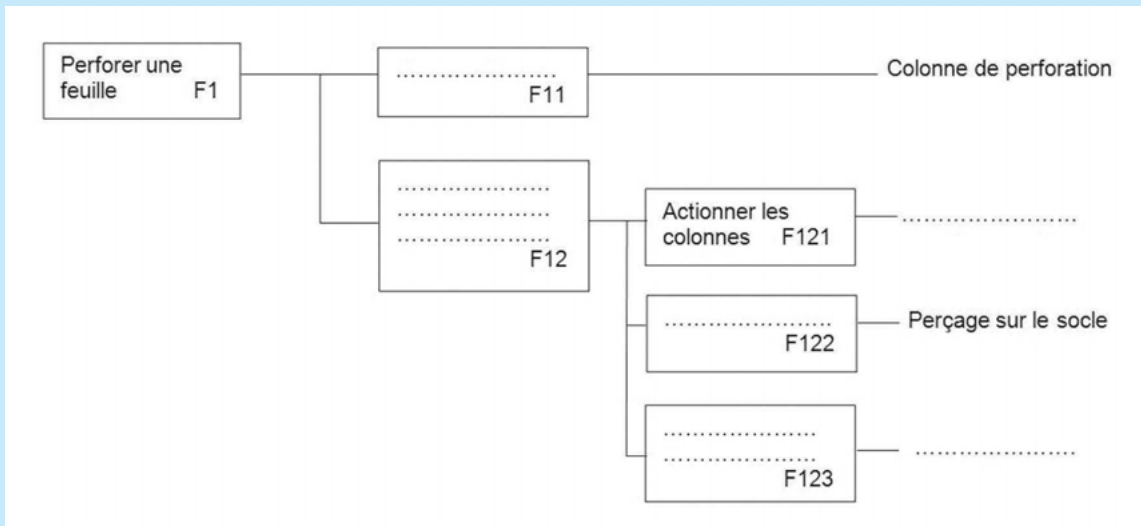 Perforer une
feuille F1
.......................
F11
Colonne de perforation
......................
......................
......................
F12
Actionner les
colonnes F121
.........................
........................
F122
Perçage sur le socle
......................
......................
F123
.......................